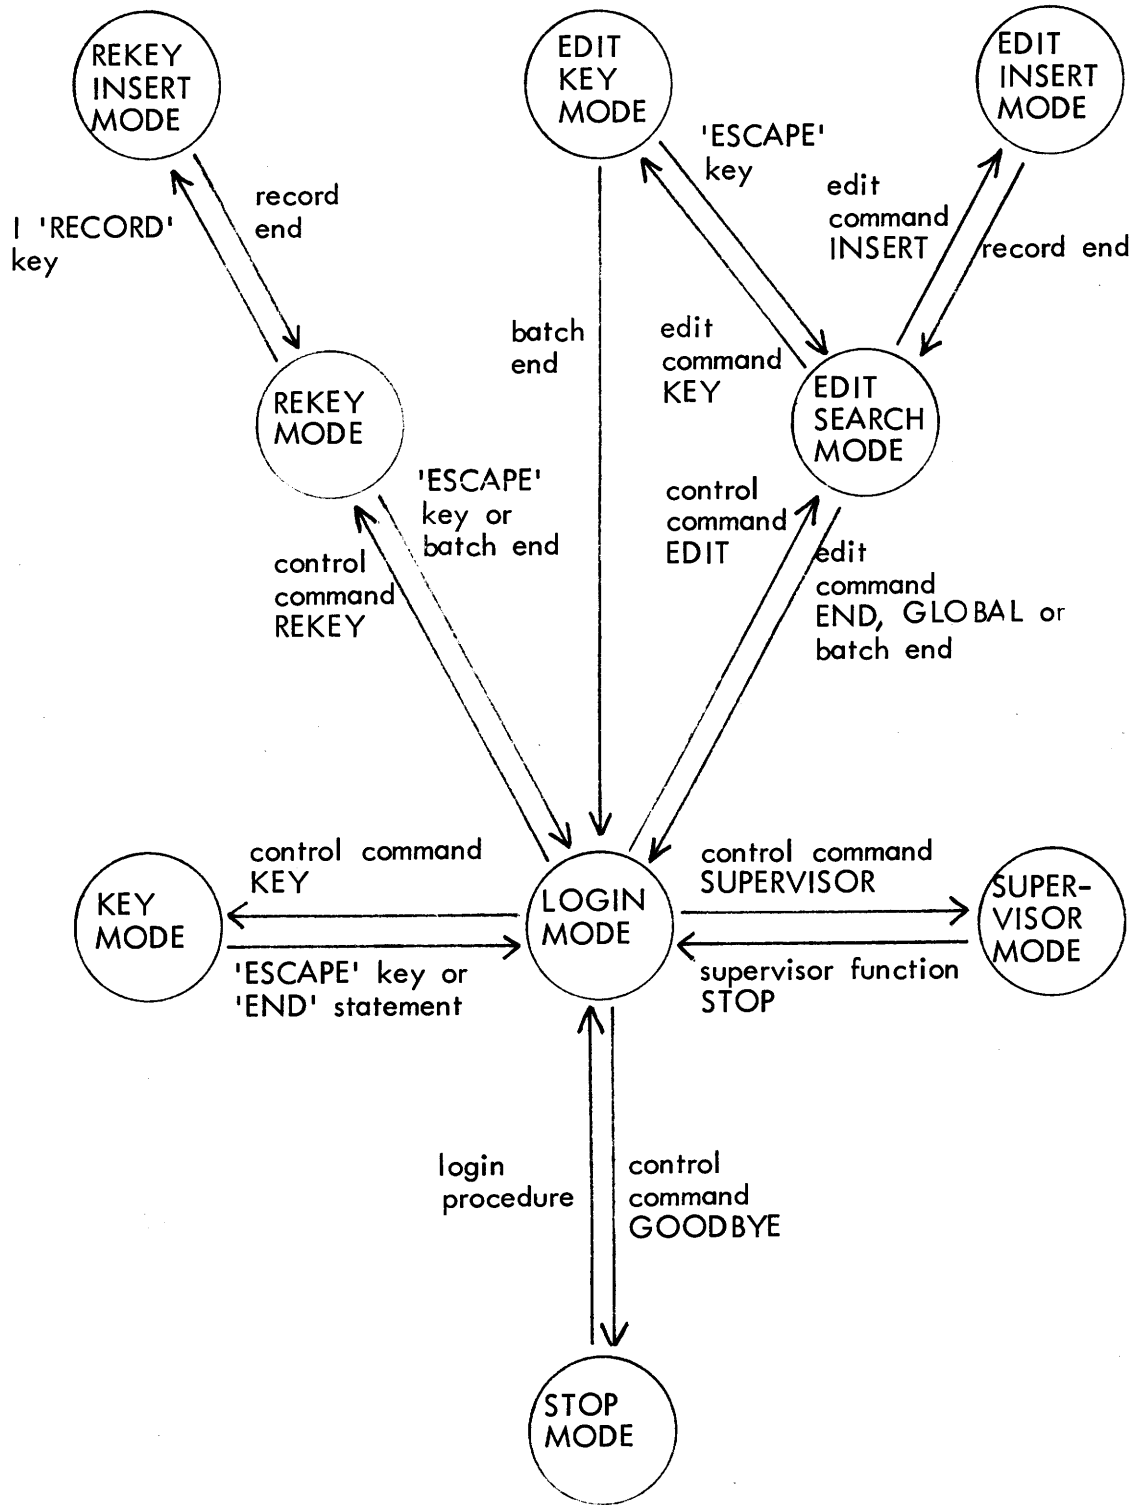 REKEY
INSERT
MODE
EDIT
KEY
MODE
EDIT
INSERT
MODE
'ESCAPE'
key
edit
command
INSERT
record
end
I 'RECORD'
key
record end
batch
end
edit
command
KEY
REKEY
MODE
EDIT
SEARCH
MODE
'ESCAPE'
key or
batch end
control
command
EDIT
control
command
REKEY
edit
command
END, GLOBAL or
batch end
control command
KEY
control command
SUPERVISOR
KEY
MODE
LOGIN
MODE
SUPER-
VISOR
MODE
'ESCAPE' key or
'END' statement
supervisor function
STOP
login
procedure
control
command
GOODBYE
STOP
MODE